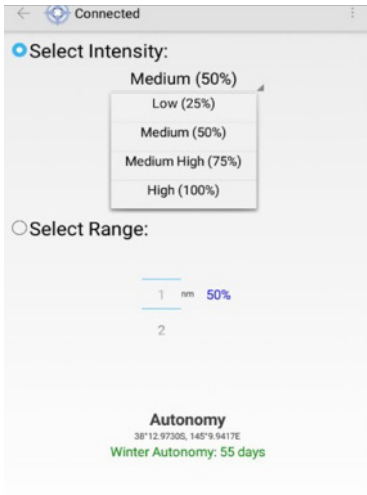 Connected
Select Intensity:
Medium (50%)
Low (25%)
Medium (50%)
Medium High (75%)
High (100%)
Select Range:
1 nm 50%
2
Autonomy
38°12.9730S, 145°9.9417E
Winter Autonomy: 55 days